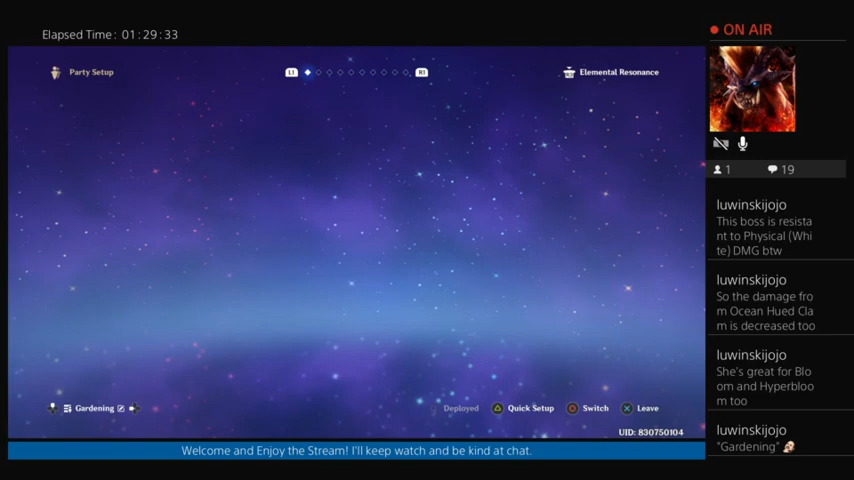 Elapsed Time: 01:29:33
ON AIR
Party Setup
L1
R1
Elemental Resonance
1
19
luwinskijojo
This boss is resista
nt to Physical (Whi
te) DMG btw
luwinskijojo
So the damage fro
m Ocean Hued Cla
m is decreased too
luwinskijojo
She's great for Blo
om and Hyperbloo
m too
luwinskijojo
"Gardening"
Gardening
Deployed
Quick Setup
Switch
Leave
UID: 830750104
Welcome and Enjoy the Stream! I'll keep watch and be kind at chat.